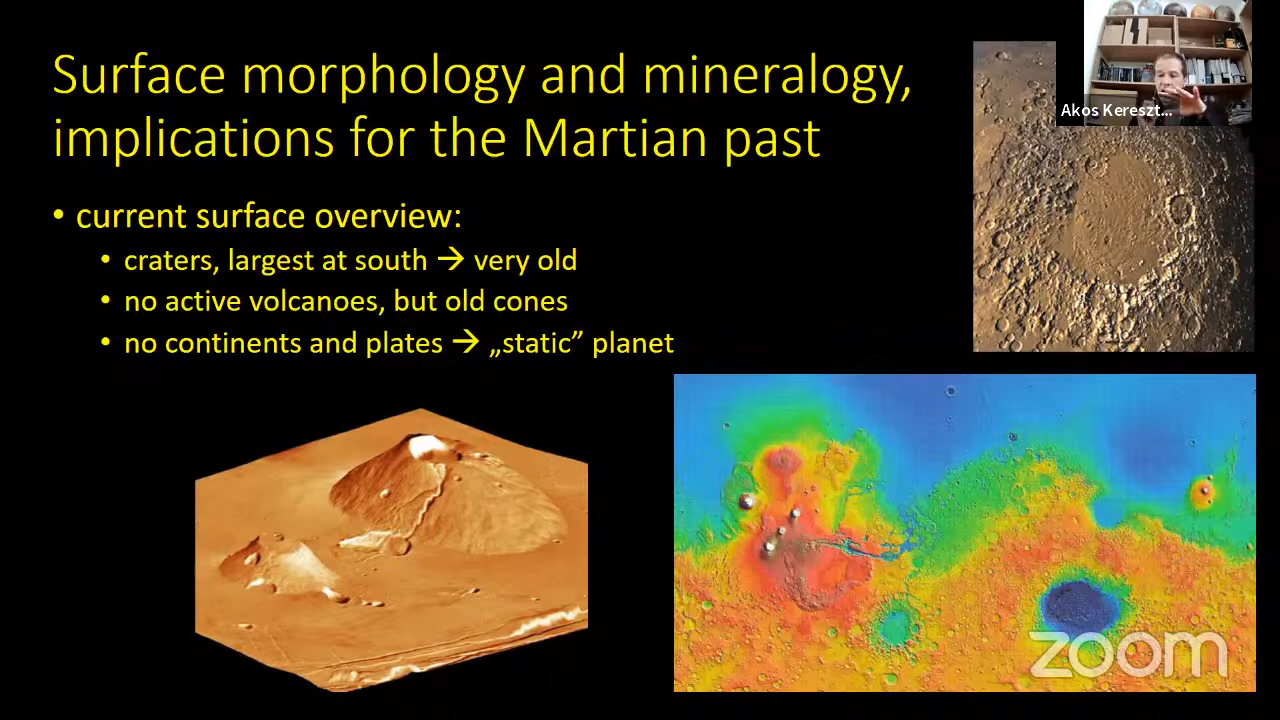 Surface morphology and mineralogy,
implications for the Martian past
• current surface overview:
• craters, largest at south → very old
• no active volcanoes, but old cones
• no continents and plates → „static” planet
Akos Kereszt...
zoom